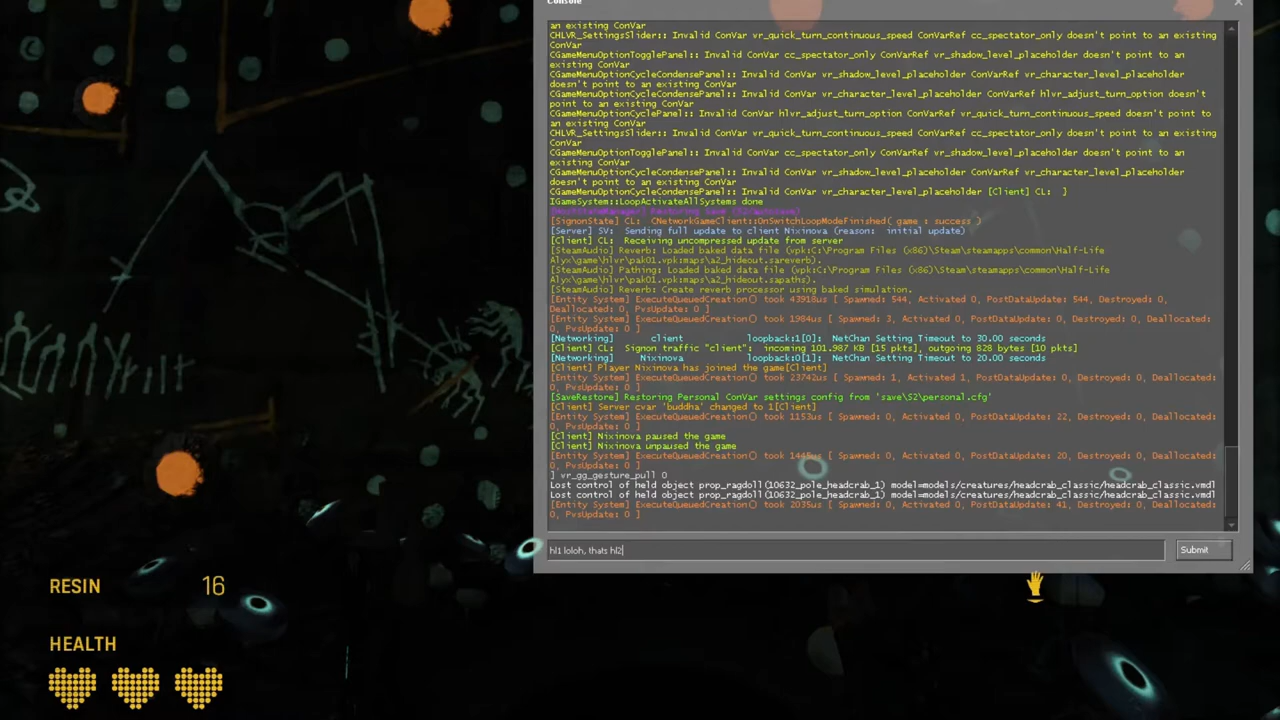 Console
an existing ConVar
CHLVR_SettingsSlider:: Invalid ConVar vr_quick_turn_continuous_speed ConVarRef cc_spectator_only doesn't point to an existing
ConVar
CGameMenuOptionTogglePanel:: Invalid ConVar cc_spectator_only ConVarRef vr_shadow_level_placeholder doesn't point to an
existing ConVar
CGameMenuOptionCycleCondensePanel:: Invalid ConVar vr_shadow_level_placeholder ConVarRef vr_character_level_placeholder
doesn't point to an existing ConVar
CGameMenuOptionCycleCondensePanel:: Invalid ConVar vr_character_level_placeholder ConVarRef hlvr_adjust_turn_option doesn't
point to an existing ConVar
CGameMenuOptionCycleCondensePanel:: Invalid ConVar hlvr_adjust_turn_option ConVarRef vr_quick_turn_continuous_speed doesn't point to
an existing ConVar
CHLVR_SettingsSlider:: Invalid ConVar vr_quick_turn_continuous_speed ConVarRef cc_spectator_only doesn't point to an existing
ConVar
CGameMenuOptionTogglePanel:: Invalid ConVar cc_spectator_only ConVarRef vr_shadow_level_placeholder doesn't point to an
existing ConVar
CGameMenuOptionCycleCondensePanel:: Invalid ConVar vr_shadow_level_placeholder ConVarRef vr_character_level_placeholder
doesn't point to an existing ConVar
CGameMenuOptionCycleCondensePanel:: Invalid ConVar vr_character_level_placeholder [Client] CL:  }
IGameSystem::LoopActivateAllSystems done
[SignonState] CL:  CNetworkGameClient::OnSwitchLoopModeFinished( game : success )
[Server] SV:  Sending full update to client Nixinova (reason:  initial update)
[Client] CL:  Receiving uncompressed update from server
[SteamAudio] Reverb: Loaded baked data file (vpk:C:\Program Files (x86)\Steam\steamapps\common\Half-Life
Alyx\game\hlvr\pak01.vpk:maps\a2_hideout.sareverb).
[SteamAudio] Pathing: Loaded baked data file (vpk:C:\Program Files (x86)\Steam\steamapps\common\Half-Life
Alyx\game\hlvr\pak01.vpk:maps\a2_hideout.sapaths).
[SteamAudio] Reverb: Create reverb processor using baked simulation.
[Entity System] ExecuteQueuedCreation() took 43918us [ Spawned: 544, Activated 0, PostDataUpdate: 544, Destroyed: 0,
Deallocated: 0, PvsUpdate: 0 ]
[Entity System] ExecuteQueuedCreation() took 1984us [ Spawned: 3, Activated 0, PostDataUpdate: 0, Destroyed: 0, Deallocated:
0, PvsUpdate: 0 ]
[Networking]       client             loopback:1[0]:  NetChan Setting Timeout to 30.00 seconds
[Client] CL:  Signon traffic "client":  incoming 101.987 KB [15 pkts], outgoing 828 bytes [10 pkts]
[Networking]     Nixinova             loopback:0[1]:  NetChan Setting Timeout to 20.00 seconds
[Client] Player Nixinova has joined the game[Client]
[Entity System] ExecuteQueuedCreation() took 23742us [ Spawned: 1, Activated 1, PostDataUpdate: 0, Destroyed: 0, Deallocated:
0, PvsUpdate: 0 ]
[SaveRestore] Restoring Personal ConVar settings config from 'save\S2\personal.cfg'
[Client] Server cvar 'buddha' changed to 1[Client]
[Entity System] ExecuteQueuedCreation() took 1153us [ Spawned: 0, Activated 0, PostDataUpdate: 22, Destroyed: 0, Deallocated:
0, PvsUpdate: 0 ]
[Client] Nixinova paused the game
[Client] Nixinova unpaused the game
[Entity System] ExecuteQueuedCreation() took 1445us [ Spawned: 0, Activated 0, PostDataUpdate: 20, Destroyed: 0, Deallocated:
0, PvsUpdate: 0 ]
] vr_gg_gesture_pull 0
Lost control of held object prop_ragdoll(10632_pole_headcrab_1) model=models/creatures/headcrab_classic/headcrab_classic.vmdl
Lost control of held object prop_ragdoll(10632_pole_headcrab_1) model=models/creatures/headcrab_classic/headcrab_classic.vmdl
[Entity System] ExecuteQueuedCreation() took 2035us [ Spawned: 0, Activated 0, PostDataUpdate: 41, Destroyed: 0, Deallocated:
0, PvsUpdate: 0 ]
hl1 loloh, thats hl2
Submit
RESIN 16
HEALTH